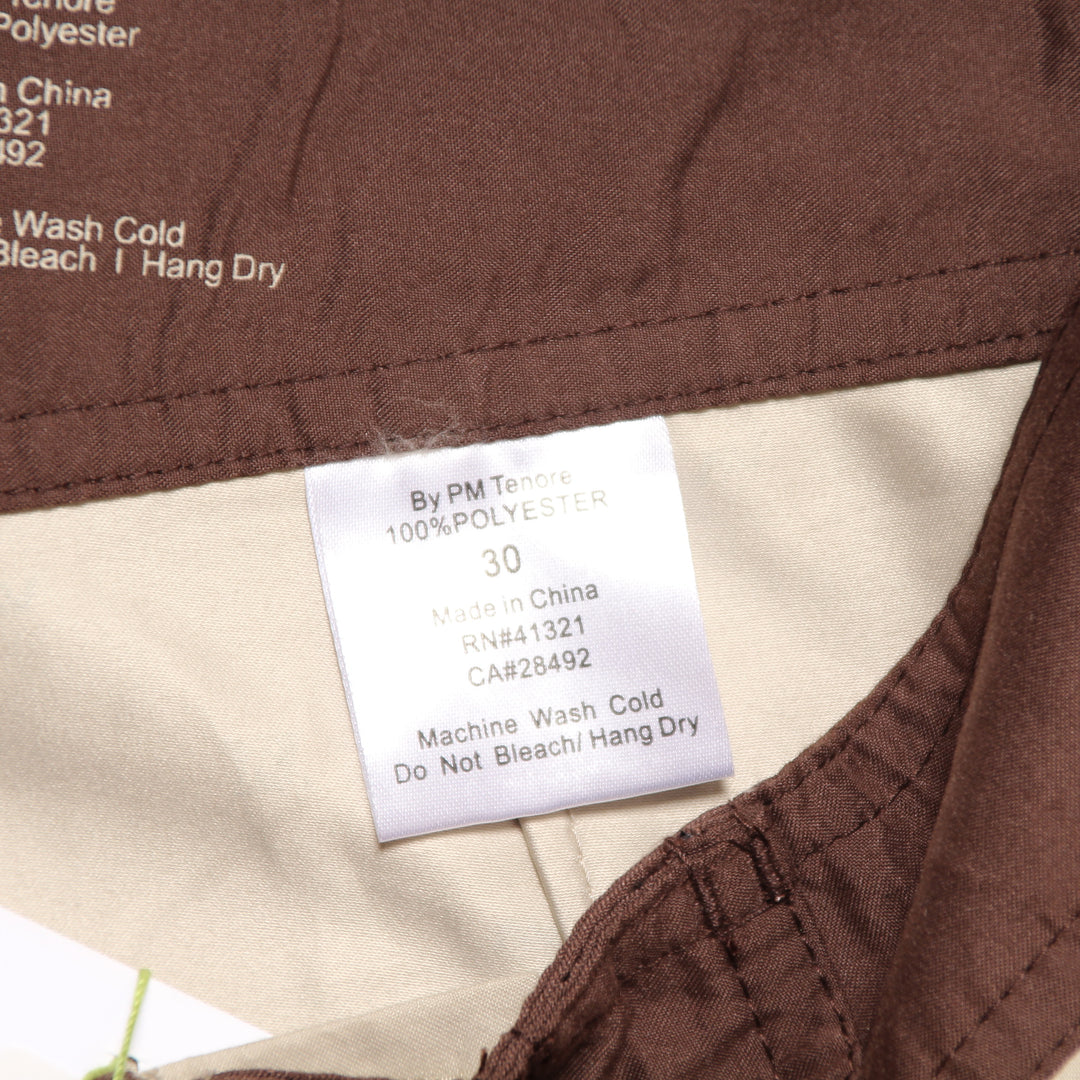 Tenore
Polyester
China
321
492
Wash Cold
Bleach | Hang Dry
By PM Tenore
100%POLYESTER
30
Made in China
RN#41321
CA#28492
Machine Wash Cold
Do Not Bleach/ Hang Dry